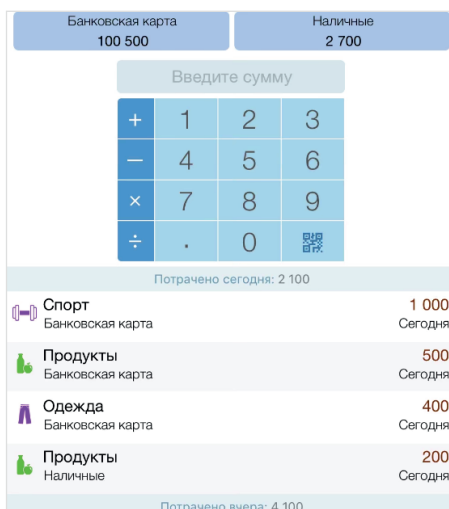 Банковская карта
100 500
Наличные
2 700
Введите сумму
+ 1 2 3
− 4 5 6
× 7 8 9
÷ . 0
Потрачено сегодня: 2 100
Спорт 1 000
Банковская карта Сегодня
Продукты 500
Банковская карта Сегодня
Одежда 400
Банковская карта Сегодня
Продукты 200
Наличные Сегодня
Потрачено вчера: 4 100